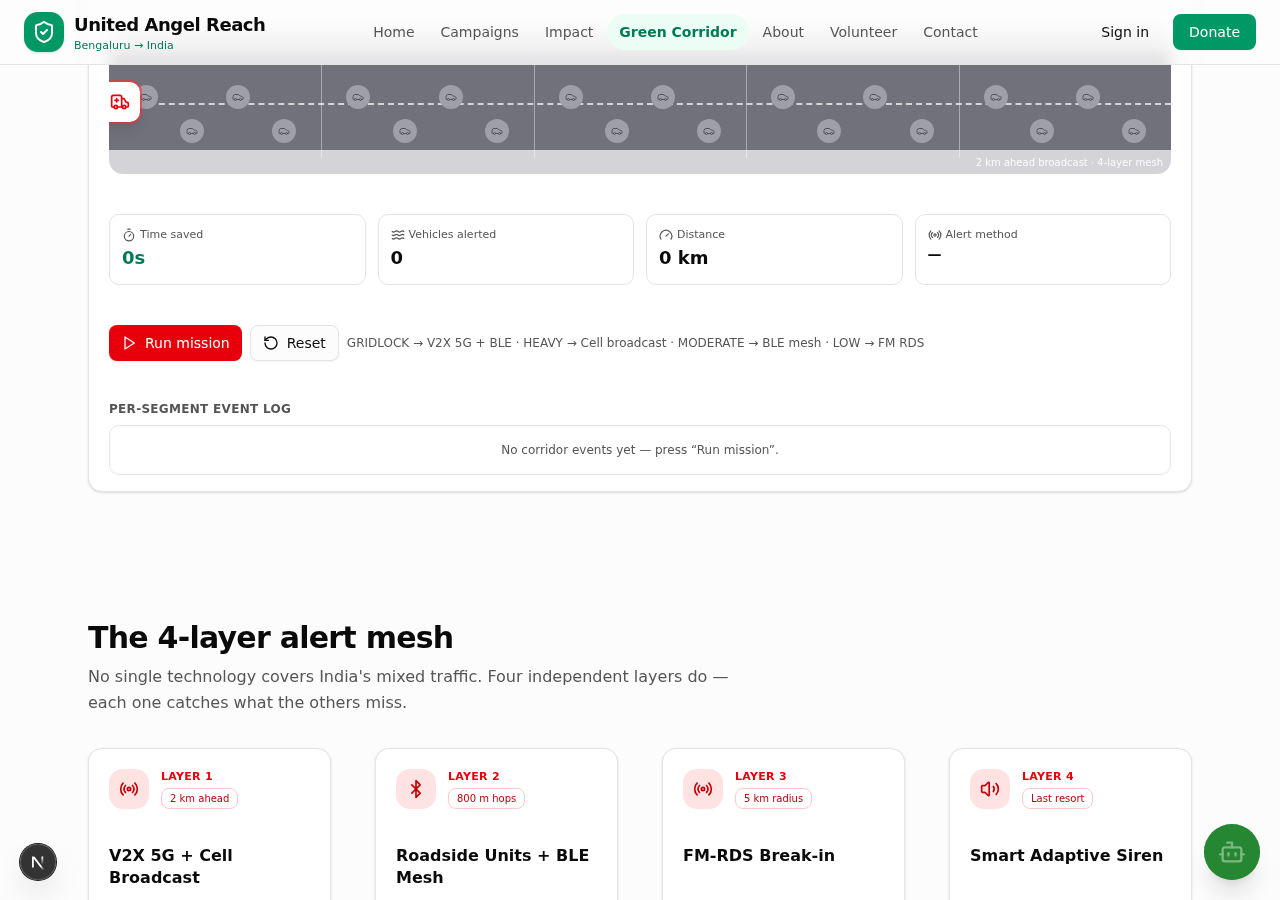 United Angel Reach
Bengaluru → India
Home
Campaigns
Impact
Green Corridor
About
Volunteer
Contact
Sign in
Donate
2 km ahead broadcast · 4-layer mesh
Time saved
0s
Vehicles alerted
0
Distance
0 km
Alert method
—
Run mission
Reset
GRIDLOCK → V2X 5G + BLE · HEAVY → Cell broadcast · MODERATE → BLE mesh · LOW → FM RDS
PER-SEGMENT EVENT LOG
No corridor events yet — press “Run mission”.
The 4-layer alert mesh
No single technology covers India's mixed traffic. Four independent layers do —
each one catches what the others miss.
LAYER 1
2 km ahead
V2X 5G + Cell
Broadcast
LAYER 2
800 m hops
Roadside Units + BLE
Mesh
LAYER 3
5 km radius
FM-RDS Break-in
LAYER 4
Last resort
Smart Adaptive Siren
N